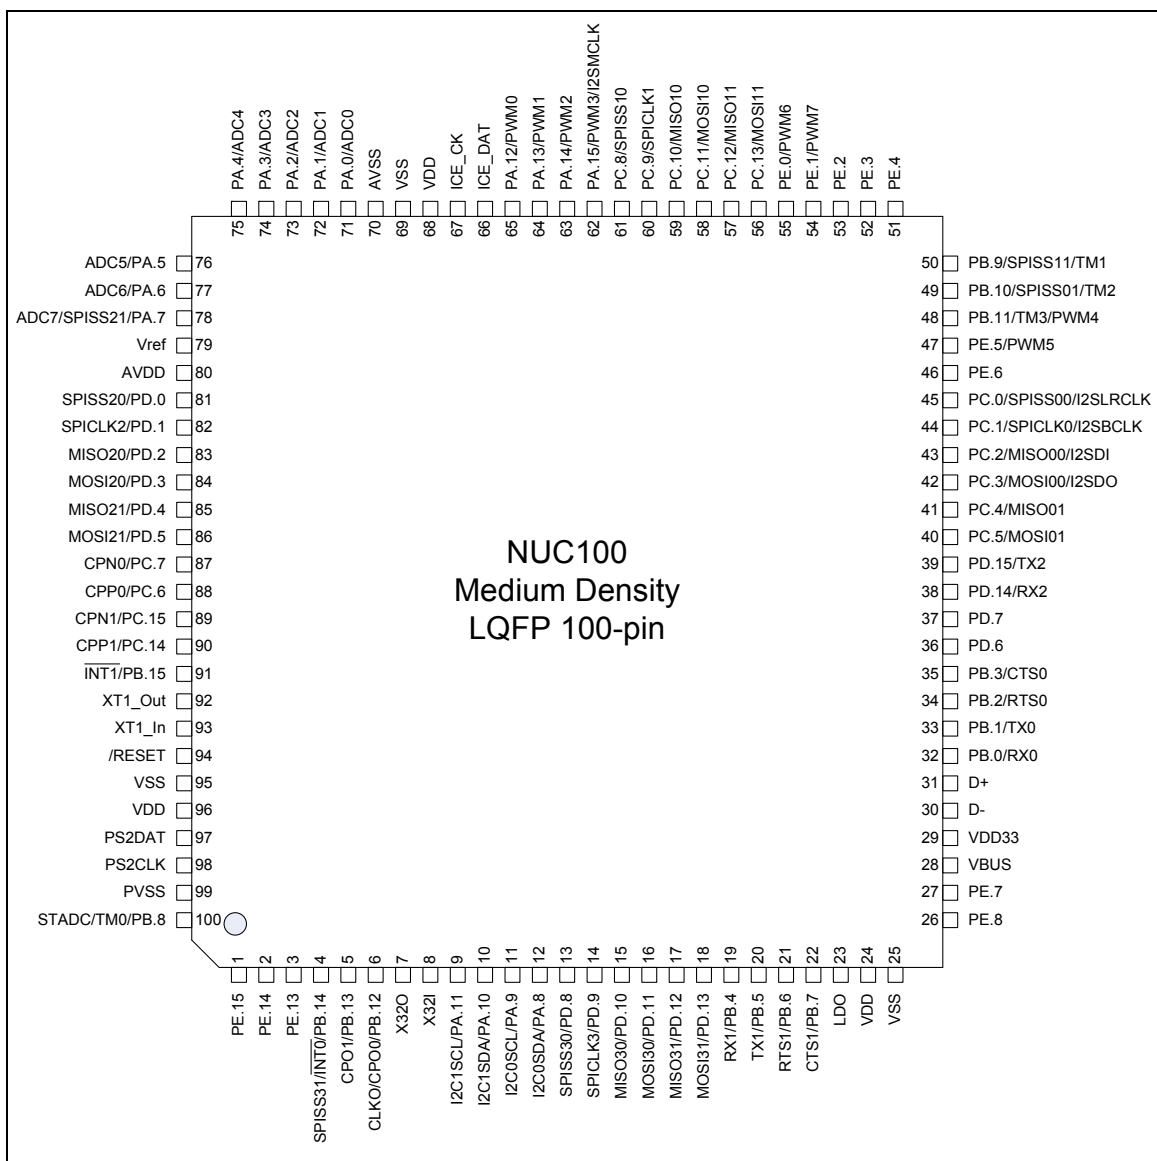 PA.4/ADC4
PA.3/ADC3
PA.2/ADC2
PA.1/ADC1
PA.0/ADC0
AVSS
VSS
VDD
ICE_CK
ICE_DAT
PA.12/PWM0
PA.13/PWM1
PA.14/PWM2
PA.15/PWM3/I2SMCLK
PC.8/SPISS10
PC.9/SPICLK1
PC.10/MISO10
PC.11/MOSI10
PC.12/MISO11
PC.13/MOSI11
PE.0/PWM6
PE.1/PWM7
PE.2
PE.3
PE.4
75
74
73
72
71
70
69
68
67
66
65
64
63
62
61
60
59
58
57
56
55
54
53
52
51
ADC5/PA.5 76
ADC6/PA.6 77
ADC7/SPISS21/PA.7 78
Vref 79
AVDD 80
SPISS20/PD.0 81
SPICLK2/PD.1 82
MISO20/PD.2 83
MOSI20/PD.3 84
MISO21/PD.4 85
MOSI21/PD.5 86
CPN0/PC.7 87
CPP0/PC.6 88
CPN1/PC.15 89
CPP1/PC.14 90
INT1/PB.15 91
XT1_Out 92
XT1_In 93
/RESET 94
VSS 95
VDD 96
PS2DAT 97
PS2CLK 98
PVSS 99
STADC/TM0/PB.8 100
NUC100
Medium Density
LQFP 100-pin
50 PB.9/SPISS11/TM1
49 PB.10/SPISS01/TM2
48 PB.11/TM3/PWM4
47 PE.5/PWM5
46 PE.6
45 PC.0/SPISS00/I2SLRCLK
44 PC.1/SPICLK0/I2SBCLK
43 PC.2/MISO00/I2SDI
42 PC.3/MOSI00/I2SDO
41 PC.4/MISO01
40 PC.5/MOSI01
39 PD.15/TX2
38 PD.14/RX2
37 PD.7
36 PD.6
35 PB.3/CTS0
34 PB.2/RTS0
33 PB.1/TX0
32 PB.0/RX0
31 D+
30 D-
29 VDD33
28 VBUS
27 PE.7
26 PE.8
1
2
3
4
5
6
7
8
9
10
11
12
13
14
15
16
17
18
19
20
21
22
23
24
25
PE.15
PE.14
PE.13
SPISS31/INT0/PB.14
CPO1/PB.13
CLKO/CPO0/PB.12
X32O
X32I
I2C1SCL/PA.11
I2C1SDA/PA.10
I2C0SCL/PA.9
I2C0SDA/PA.8
SPISS30/PD.8
SPICLK3/PD.9
MISO30/PD.10
MOSI30/PD.11
MISO31/PD.12
MOSI31/PD.13
RX1/PB.4
TX1/PB.5
RTS1/PB.6
CTS1/PB.7
LDO
VDD
VSS